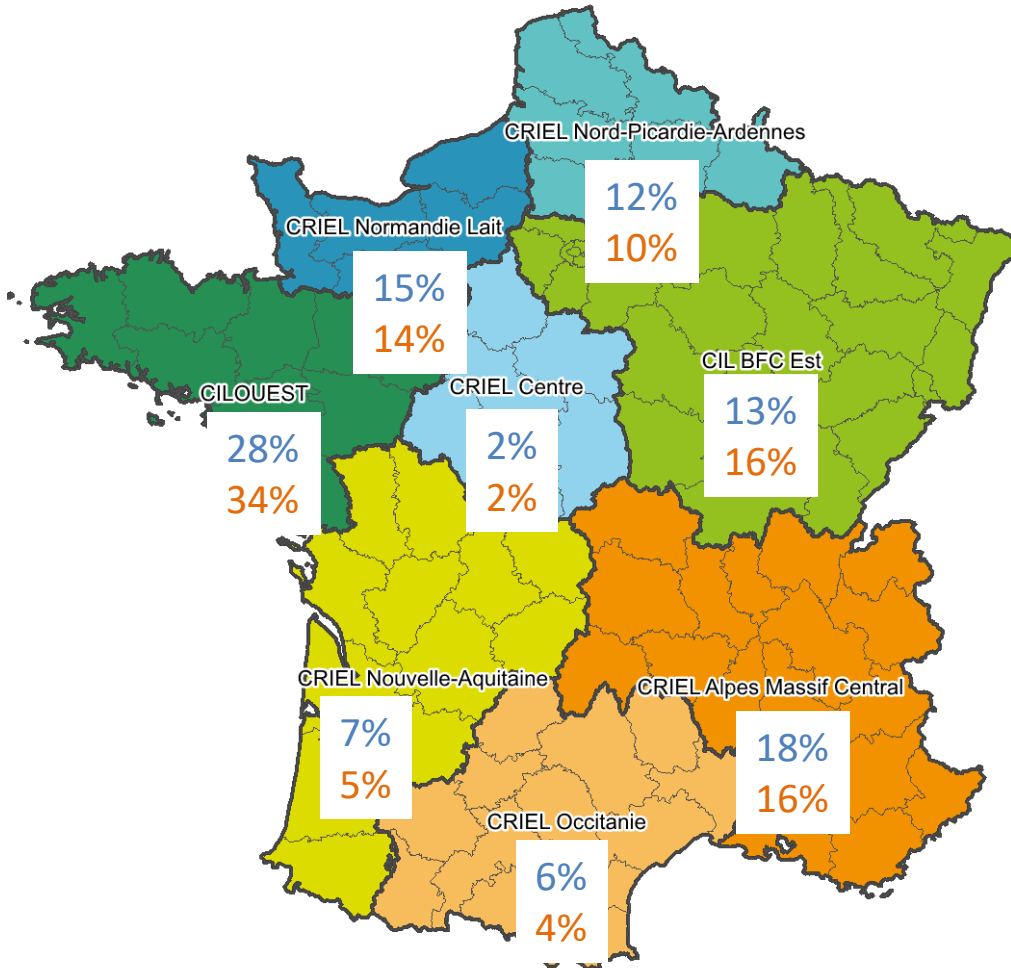 CRIEL Nord-Picardie-Ardennes
12%
10%
CRIEL Normandie Lait
15%
14%
CIL BFC Est
13%
16%
CRIEL Centre
2%
2%
CILOUEST
28%
34%
CRIEL Nouvelle-Aquitaine
7%
5%
CRIEL Alpes Massif Central
18%
16%
CRIEL Occitanie
6%
4%